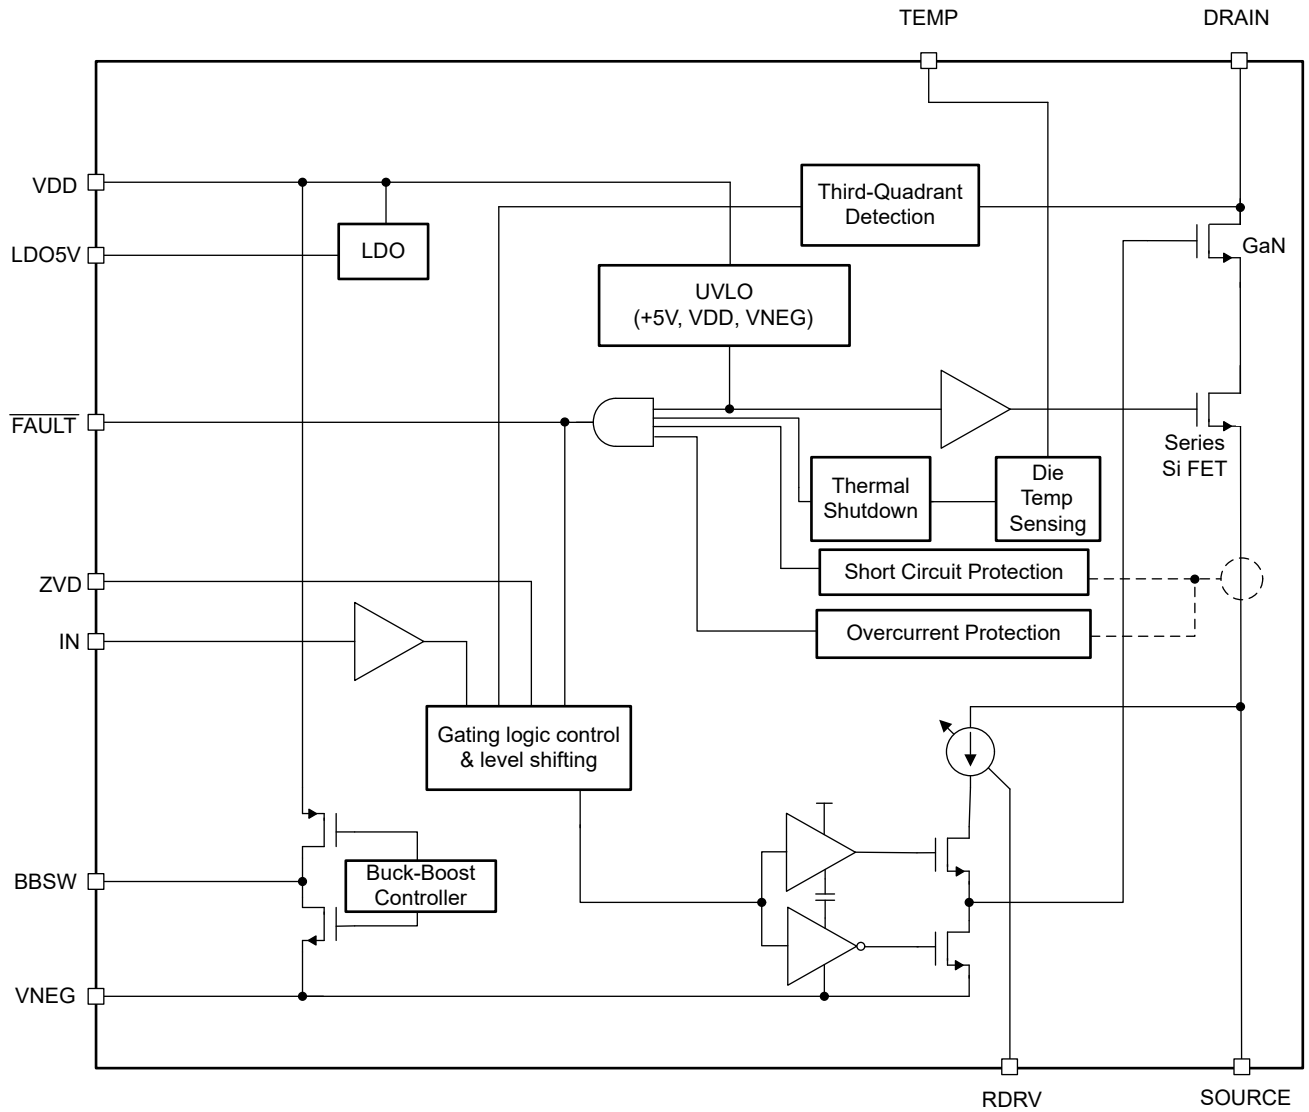 TEMP
DRAIN
VDD
Third-Quadrant
Detection
LDO5V
LDO
GaN
UVLO
(+5V, VDD, VNEG)
FAULT
Series
Si FET
Thermal
Shutdown
Die
Temp
Sensing
Short Circuit Protection
ZVD
IN
Overcurrent Protection
Gating logic control
& level shifting
BBSW
Buck-Boost
Controller
VNEG
RDRV
SOURCE